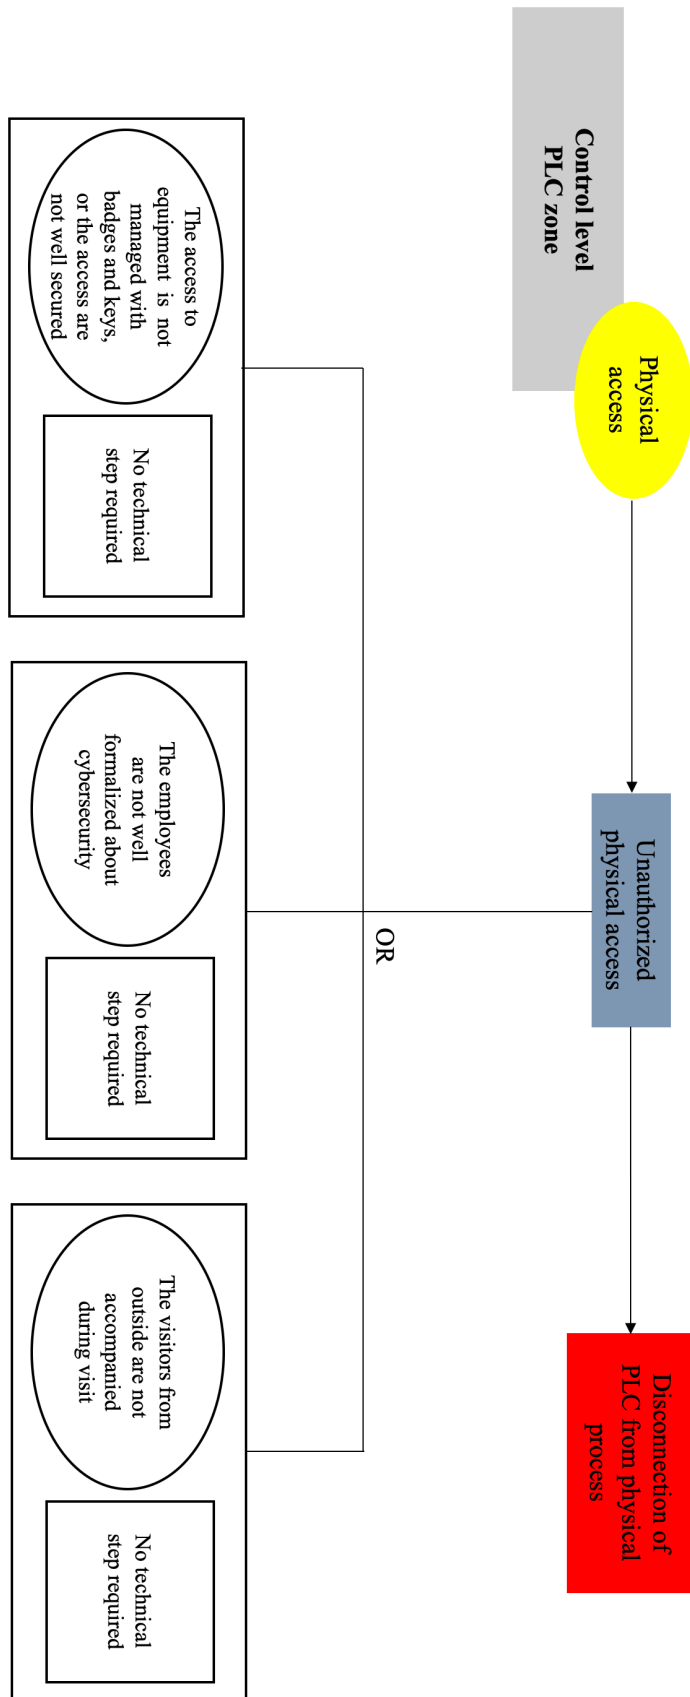 Control level
PLC zone
Physical
access
Unauthorized
physical access
Disconnection of
PLC from physical
process
OR
The access to
equipment is not
managed with
badges and keys,
or the access are
not well secured
No technical
step required
The employees
are not well
formalized about
cybersecurity
No technical
step required
The visitors from
outside are not
accompanied
during visit
No technical
step required